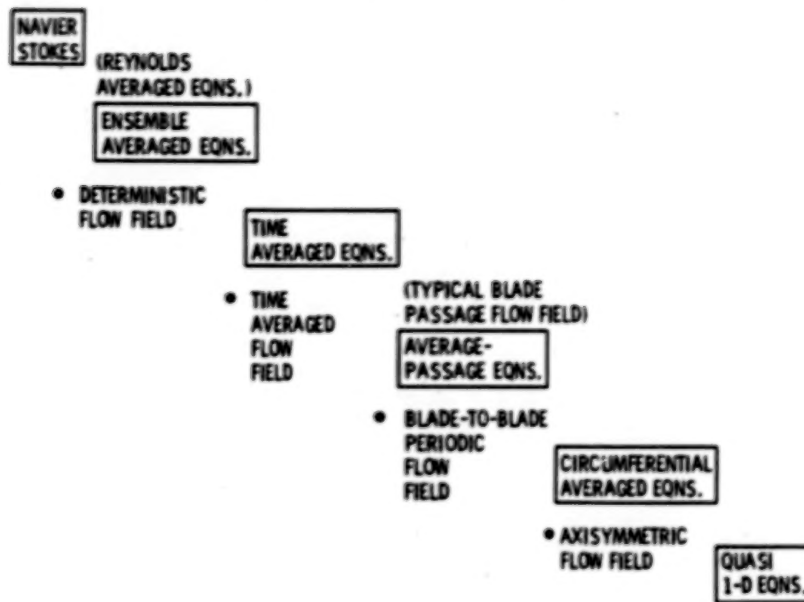 NAVIER
STOKES
(REYNOLDS
AVERAGED EQNS.)
ENSEMBLE
AVERAGED EQNS.
• DETERMINISTIC
FLOW FIELD
TIME
AVERAGED EQNS.
• TIME
AVERAGED
FLOW
FIELD
(TYPICAL BLADE
PASSAGE FLOW FIELD)
AVERAGE-
PASSAGE EQNS.
• BLADE-TO-BLADE
PERIODIC
FLOW
FIELD
CIRCUMFERENTIAL
AVERAGED EQNS.
• AXISYMMETRIC
FLOW FIELD
QUASI
1-D EQNS.